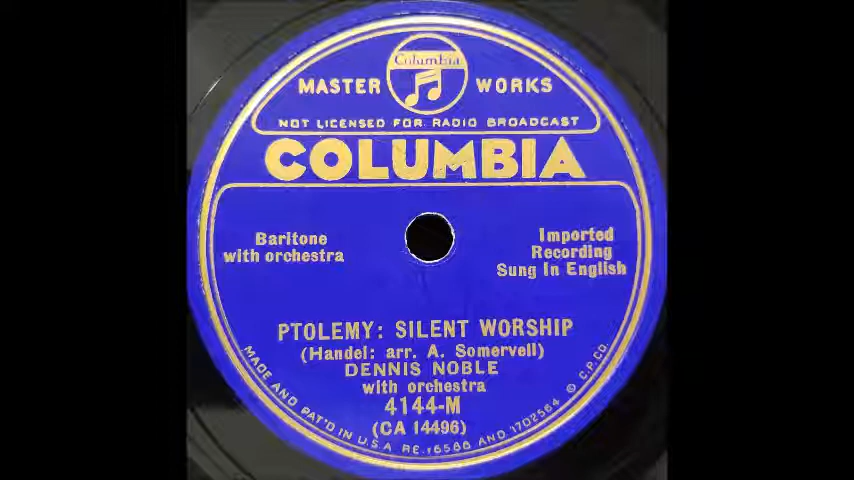 Columbia
MASTER WORKS
NOT LICENSED FOR RADIO BROADCAST
COLUMBIA
Baritone
with orchestra
Imported
Recording
Sung In English
PTOLEMY: SILENT WORSHIP
(Handel: arr. A. Somervell)
DENNIS NOBLE
with orchestra
4144-M
(CA 14496)
MADE AND PAT'D IN U.S.A RE.16588 AND 1702564 © C.P.CO.